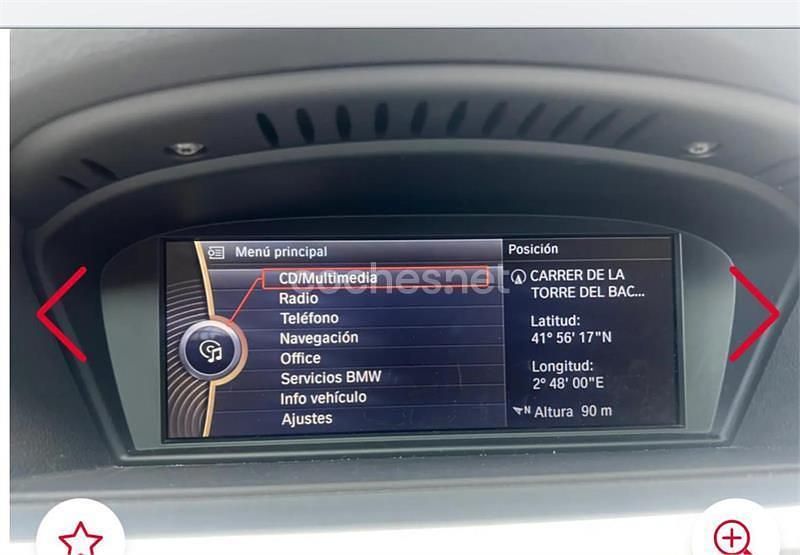 Menú principal
CD/Multimedia
Radio
Teléfono
Navegación
Office
Servicios BMW
Info vehículo
Ajustes
Posición
CARRER DE LA
TORRE DEL BAC...
Latitud:
41° 56' 17"N
Longitud:
2° 48' 00"E
N Altura 90 m
coches.net